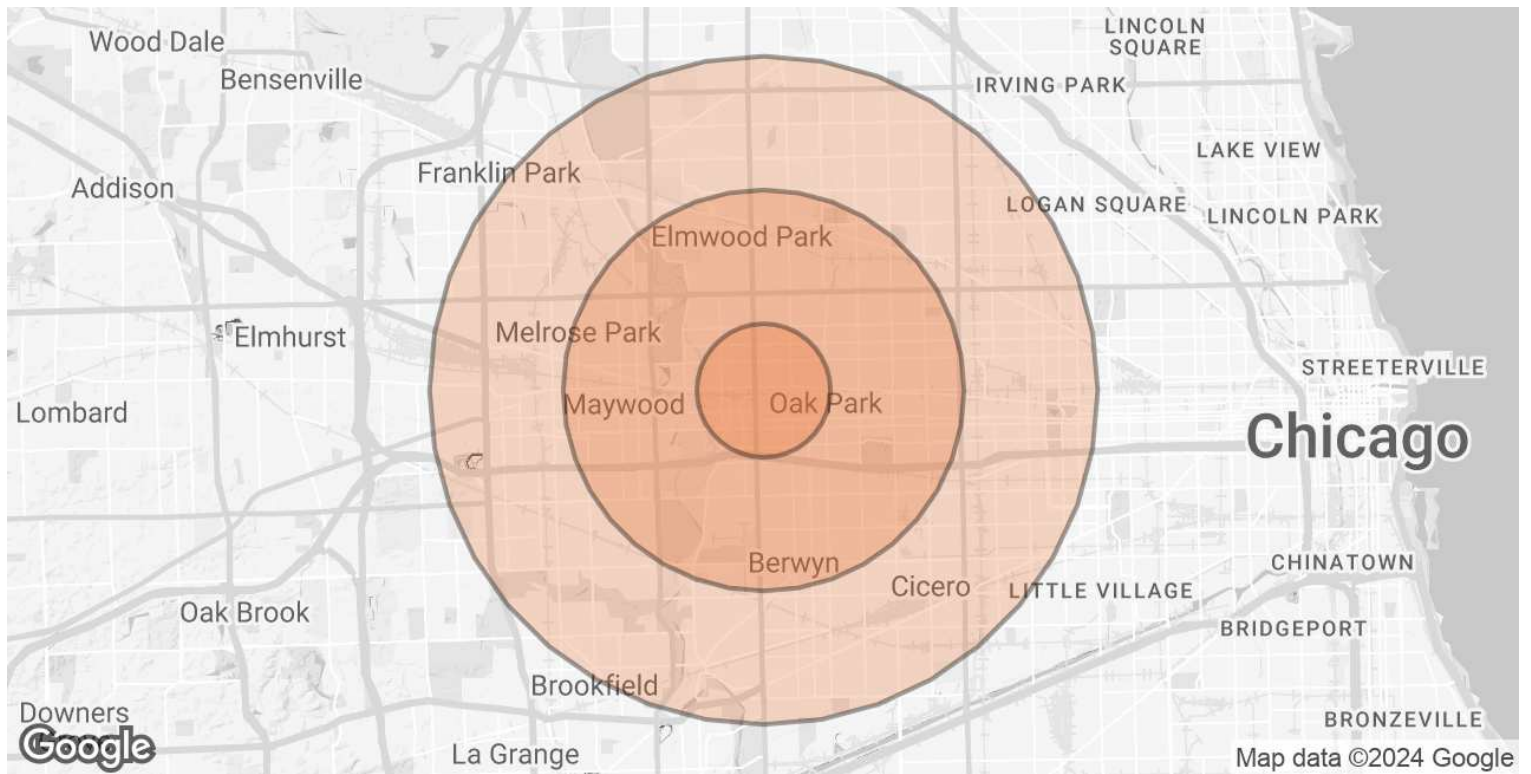 LINCOLN
SQUARE
Wood Dale
Bensenville
IRVING PARK
LAKE VIEW
Franklin Park
Addison
LOGAN SQUARE
LINCOLN PARK
Elmwood Park
Melrose Park
Elmhurst
STREETERVILLE
Maywood
Oak Park
Lombard
Chicago
Berwyn
CHINATOWN
Cicero
LITTLE VILLAGE
Oak Brook
BRIDGEPORT
Brookfield
Downers
BRONZEVILLE
Google
La Grange
Map data ©2024 Google